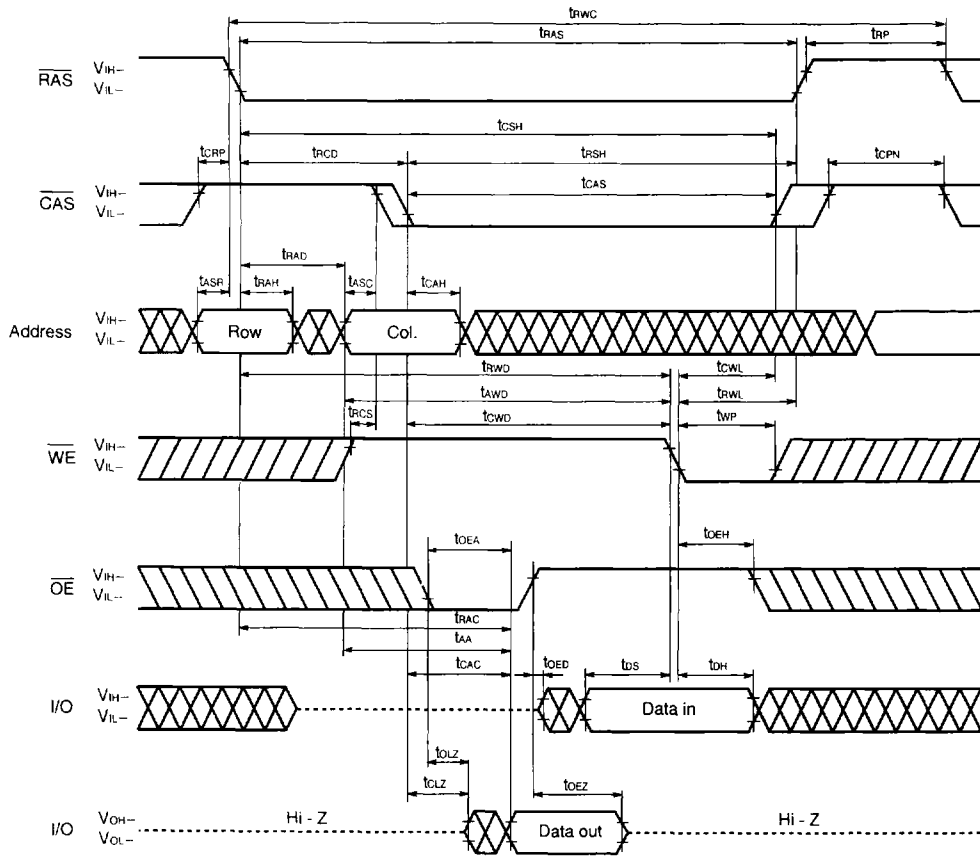 tRWC
tRAS tRP
RAS VIH–
VIL–
tCSH
tCRP tRCD tRSH tCPN
tCAS
CAS VIH–
VIL–
tRAD
tASR tRAH tASC tCAH
Address VIH–
VIL–
Row Col.
tRWD tCWL
tAWD tRWL
tRCS tCWD tWP
WE VIH–
VIL–
tOEA tOEH
OE VIH–
VIL–
tRAC
tAA
tCAC tOED tDS tDH
I/O VIH–
VIL–
Data in
tOLZ
tCLZ tOEZ
I/O VOH–
VOL–
Hi - Z Data out Hi - Z